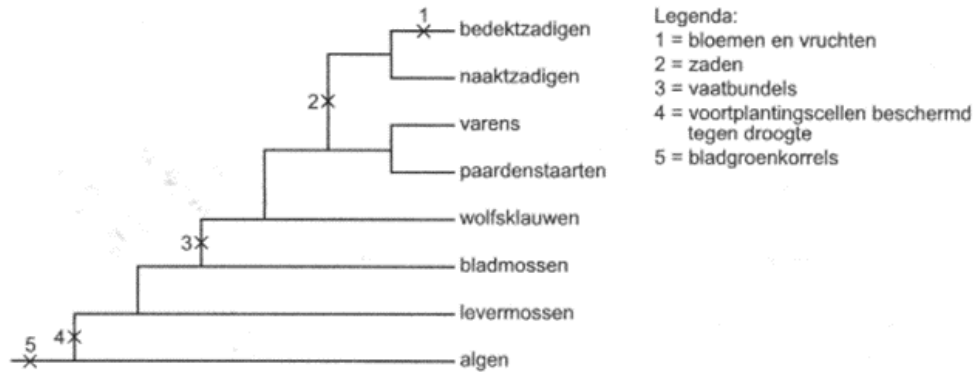 1
bedektzadigen
naaktzadigen
2
varens
paardenstaarten
wolfsklauwen
3
bladmossen
levermossen
4
5
algen
Legenda:
1 = bloemen en vruchten
2 = zaden
3 = vaatbundels
4 = voortplantingscellen beschermd
tegen droogte
5 = bladgroenkorrels